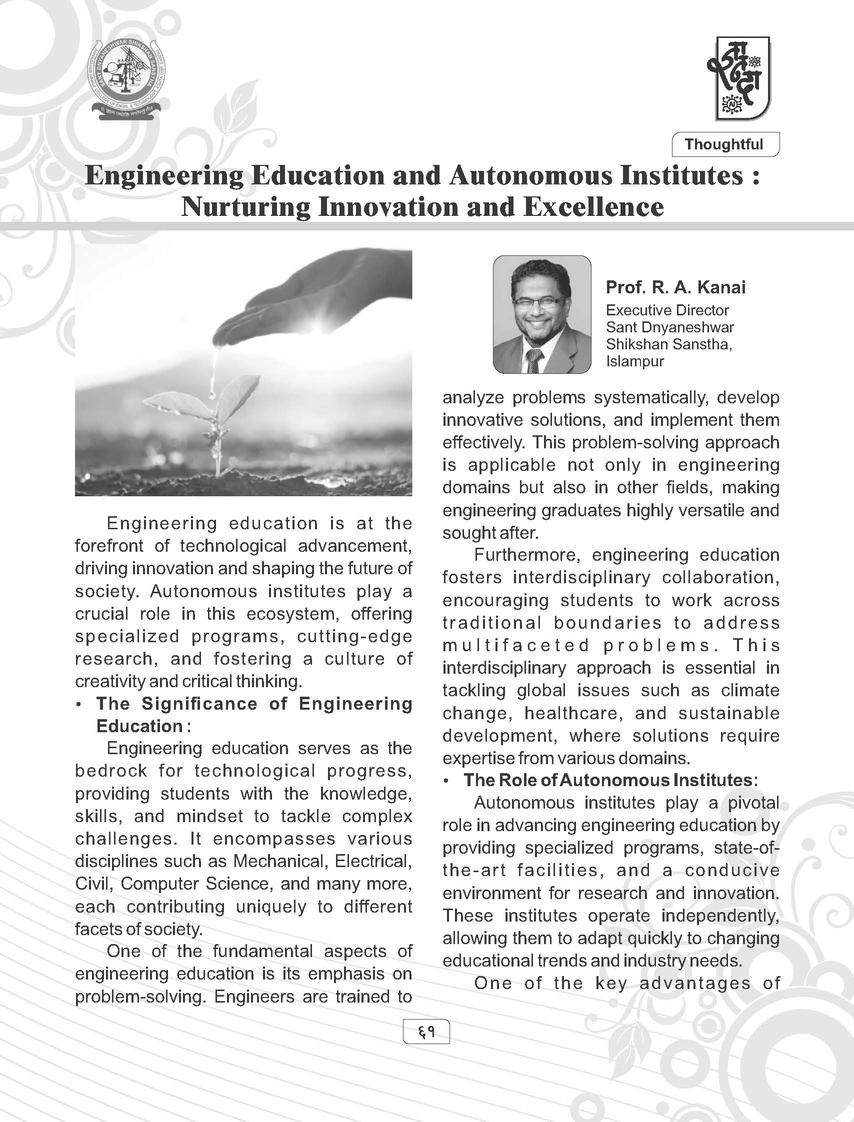 Thoughtful
Engineering Education and Autonomous Institutes :
Nurturing Innovation and Excellence
Prof. R. A. Kanai
Executive Director
Sant Dnyaneshwar
Shikshan Sanstha,
Islampur
Engineering education is at the
forefront of technological advancement,
driving innovation and shaping the future of
society. Autonomous institutes play a
crucial role in this ecosystem, offering
specialized programs, cutting-edge
research, and fostering a culture of
creativity and critical thinking.
• The Significance of Engineering
Education :
Engineering education serves as the
bedrock for technological progress,
providing students with the knowledge,
skills, and mindset to tackle complex
challenges. It encompasses various
disciplines such as Mechanical, Electrical,
Civil, Computer Science, and many more,
each contributing uniquely to different
facets of society.
One of the fundamental aspects of
engineering education is its emphasis on
problem-solving. Engineers are trained to
analyze problems systematically, develop
innovative solutions, and implement them
effectively. This problem-solving approach
is applicable not only in engineering
domains but also in other fields, making
engineering graduates highly versatile and
sought after.
Furthermore, engineering education
fosters interdisciplinary collaboration,
encouraging students to work across
traditional boundaries to address
multifaceted problems. This
interdisciplinary approach is essential in
tackling global issues such as climate
change, healthcare, and sustainable
development, where solutions require
expertise from various domains.
• The Role of Autonomous Institutes:
Autonomous institutes play a pivotal
role in advancing engineering education by
providing specialized programs, state-of-
the-art facilities, and a conducive
environment for research and innovation.
These institutes operate independently,
allowing them to adapt quickly to changing
educational trends and industry needs.
One of the key advantages of
६१